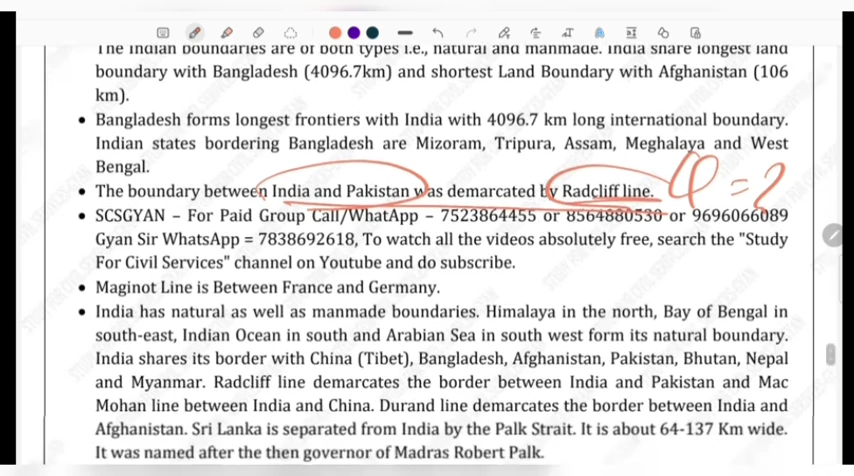 The Indian boundaries are of both types i.e., natural and manmade. India share longest land
boundary with Bangladesh (4096.7km) and shortest Land Boundary with Afghanistan (106
km).
• Bangladesh forms longest frontiers with India with 4096.7 km long international boundary.
Indian states bordering Bangladesh are Mizoram, Tripura, Assam, Meghalaya and West
Bengal.
• The boundary between India and Pakistan was demarcated by Radcliff line.
• SCSGYAN – For Paid Group Call/WhatApp – 7523864455 or 8564880530 or 9696066089
Gyan Sir WhatsApp = 7838692618, To watch all the videos absolutely free, search the "Study
For Civil Services" channel on Youtube and do subscribe.
• Maginot Line is Between France and Germany.
• India has natural as well as manmade boundaries. Himalaya in the north, Bay of Bengal in
south-east, Indian Ocean in south and Arabian Sea in south west form its natural boundary.
India shares its border with China (Tibet), Bangladesh, Afghanistan, Pakistan, Bhutan, Nepal
and Myanmar. Radcliff line demarcates the border between India and Pakistan and Mac
Mohan line between India and China. Durand line demarcates the border between India and
Afghanistan. Sri Lanka is separated from India by the Palk Strait. It is about 64-137 Km wide.
It was named after the then governor of Madras Robert Palk.